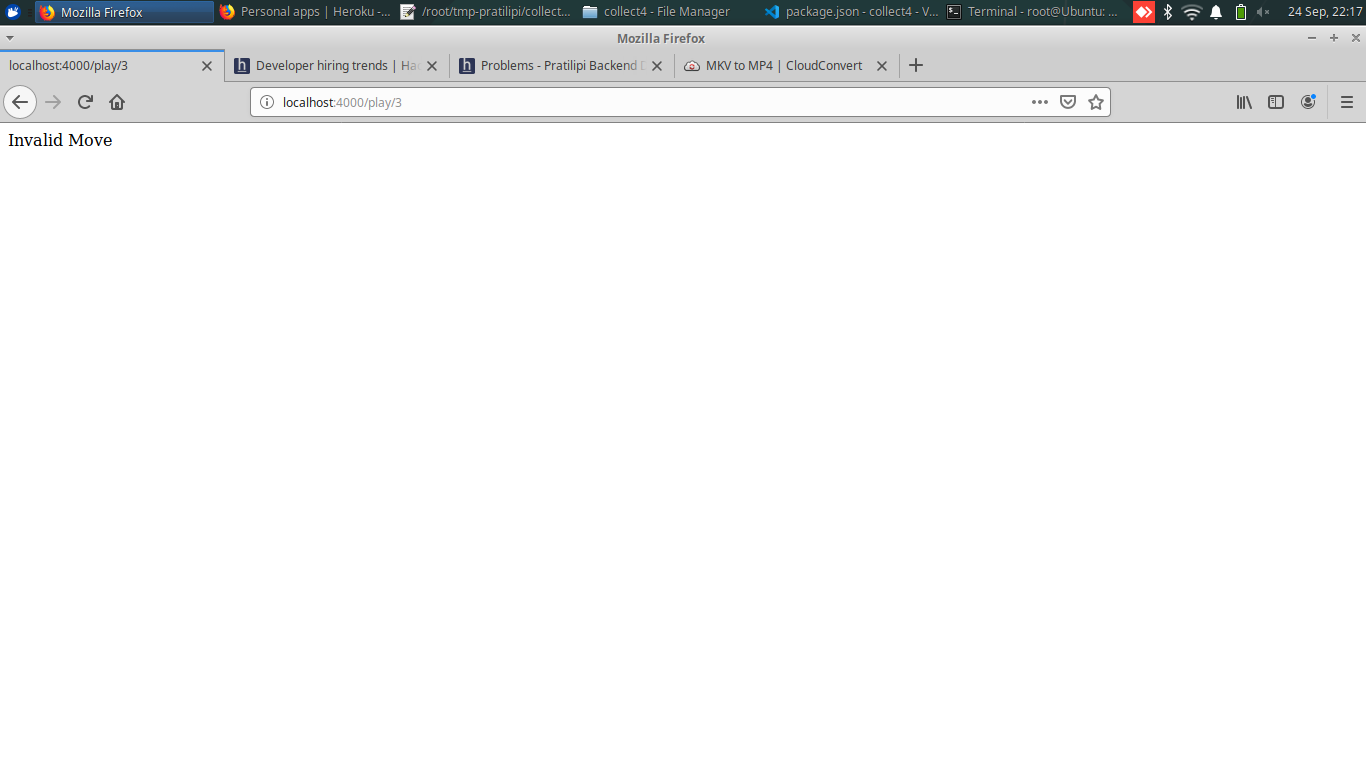 Mozilla Firefox
Personal apps | Heroku -...
/root/tmp-pratilipi/collect...
collect4 - File Manager
package.json - collect4 - V...
Terminal - root@Ubuntu: ...
24 Sep, 22:17
Mozilla Firefox
localhost:4000/play/3
Developer hiring trends | Hac
Problems - Pratilipi Backend
MKV to MP4 | CloudConvert
localhost:4000/play/3
Invalid Move